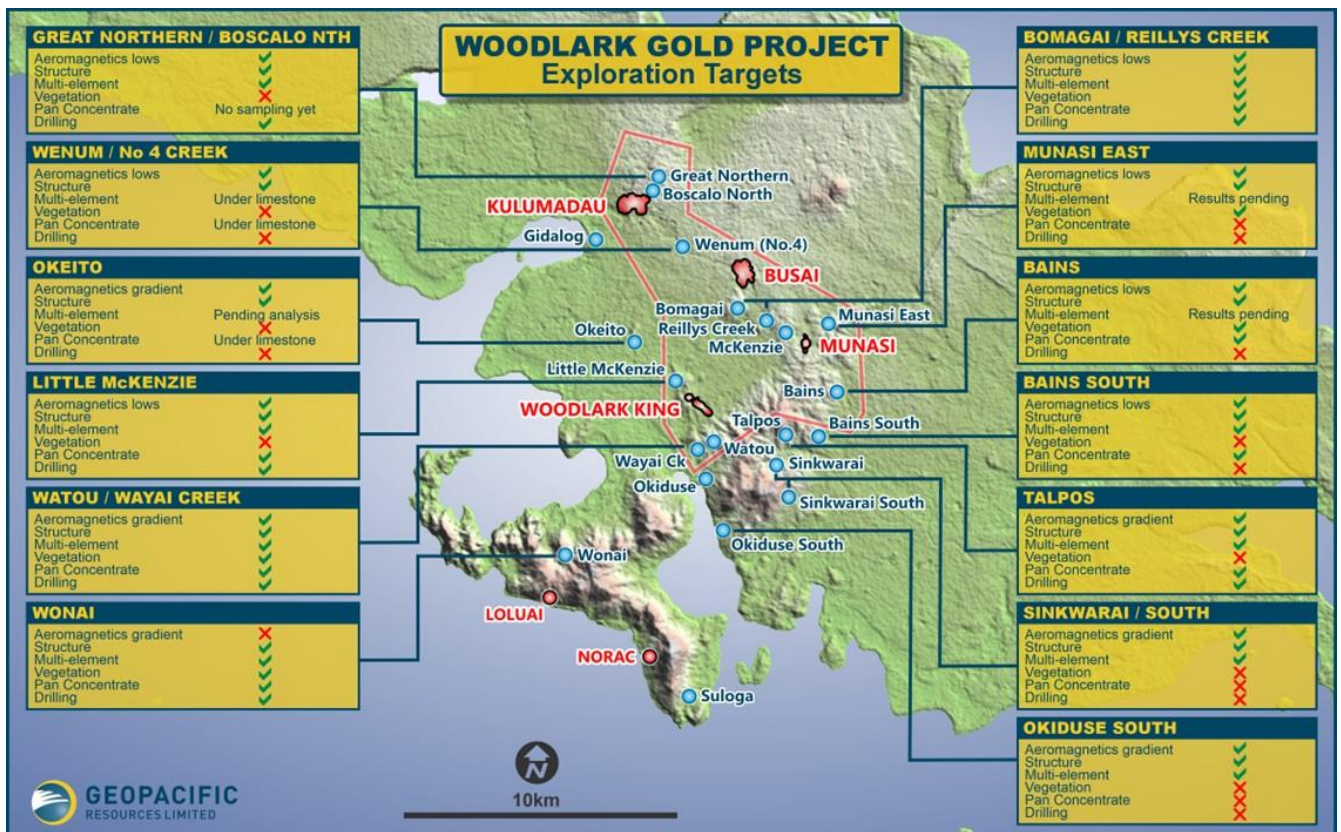 WOODLARK GOLD PROJECT
Exploration Targets
GREAT NORTHERN / BOSCALO NTH
Aeromagnetics lows
Structure
Multi-element
Vegetation
Pan Concentrate No sampling yet
Drilling
WENUM / No 4 CREEK
Aeromagnetics lows
Structure
Multi-element Under limestone
Vegetation
Pan Concentrate Under limestone
Drilling
OKEITO
Aeromagnetics gradient
Structure
Multi-element Pending analysis
Vegetation
Pan Concentrate Under limestone
Drilling
LITTLE McKENZIE
Aeromagnetics lows
Structure
Multi-element
Vegetation
Pan Concentrate
Drilling
WATOU / WAYAI CREEK
Aeromagnetics gradient
Structure
Multi-element
Vegetation
Pan Concentrate
Drilling
WONAI
Aeromagnetics gradient
Structure
Multi-element
Vegetation
Pan Concentrate
Drilling
Great Northern
Boscalo North
KULUMADAU
Gidalog
Wenum (No.4)
BUSAI
Bomagai
Reillys Creek
McKenzie
Munasi East
MUNASI
Okeito
Little McKenzie
Bains
WOODLARK KING
Talpos
Bains South
Watou
Wayai Ck
Sinkwarai
Okiduse
Sinkwarai South
Okiduse South
Wonai
LOLUAI
NORAC
Suloga
N
10km
BOMAGAI / REILLYS CREEK
Aeromagnetics lows
Structure
Multi-element
Vegetation
Pan Concentrate
Drilling
MUNASI EAST
Aeromagnetics lows
Structure
Multi-element Results pending
Vegetation
Pan Concentrate
Drilling
BAINS
Aeromagnetics lows
Structure
Multi-element Results pending
Vegetation
Pan Concentrate
Drilling
BAINS SOUTH
Aeromagnetics lows
Structure
Multi-element
Vegetation
Pan Concentrate
Drilling
TALPOS
Aeromagnetics gradient
Structure
Multi-element
Vegetation
Pan Concentrate
Drilling
SINKWARAI / SOUTH
Aeromagnetics gradient
Structure
Multi-element
Vegetation
Pan Concentrate
Drilling
OKIDUSE SOUTH
Aeromagnetics gradient
Structure
Multi-element
Vegetation
Pan Concentrate
Drilling
GEOPACIFIC
RESOURCES LIMITED